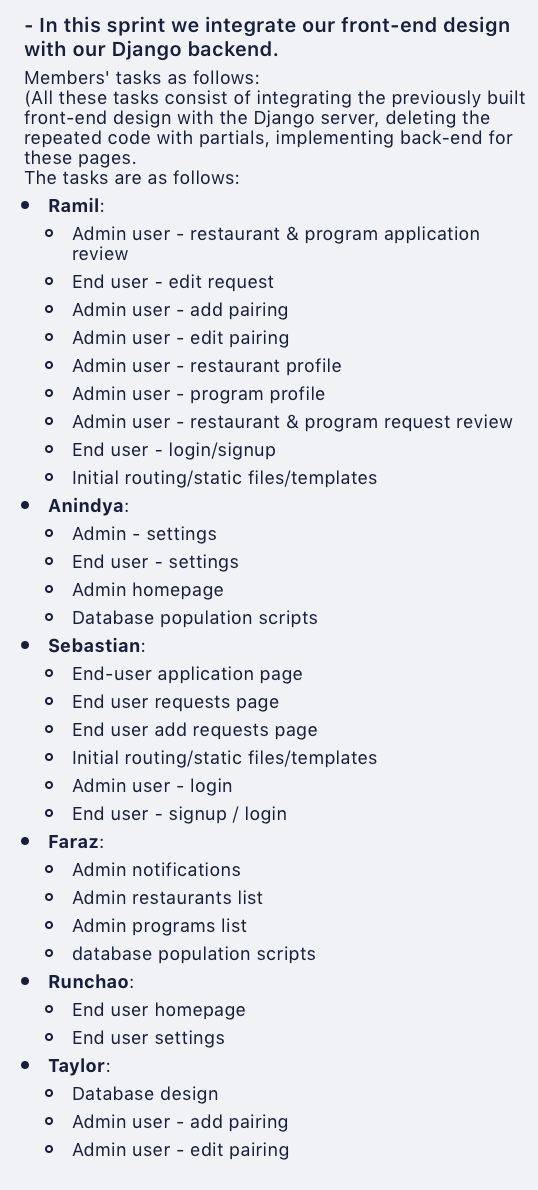 - In this sprint we integrate our front-end design
with our Django backend.
Members' tasks as follows:
(All these tasks consist of integrating the previously built
front-end design with the Django server, deleting the
repeated code with partials, implementing back-end for
these pages.
The tasks are as follows:
• Ramil:
◦ Admin user - restaurant & program application
review
◦ End user - edit request
◦ Admin user - add pairing
◦ Admin user - edit pairing
◦ Admin user - restaurant profile
◦ Admin user - program profile
◦ Admin user - restaurant & program request review
◦ End user - login/signup
◦ Initial routing/static files/templates
• Anindya:
◦ Admin - settings
◦ End user - settings
◦ Admin homepage
◦ Database population scripts
• Sebastian:
◦ End-user application page
◦ End user requests page
◦ End user add requests page
◦ Initial routing/static files/templates
◦ Admin user - login
◦ End user - signup / login
• Faraz:
◦ Admin notifications
◦ Admin restaurants list
◦ Admin programs list
◦ database population scripts
• Runchao:
◦ End user homepage
◦ End user settings
• Taylor:
◦ Database design
◦ Admin user - add pairing
◦ Admin user - edit pairing